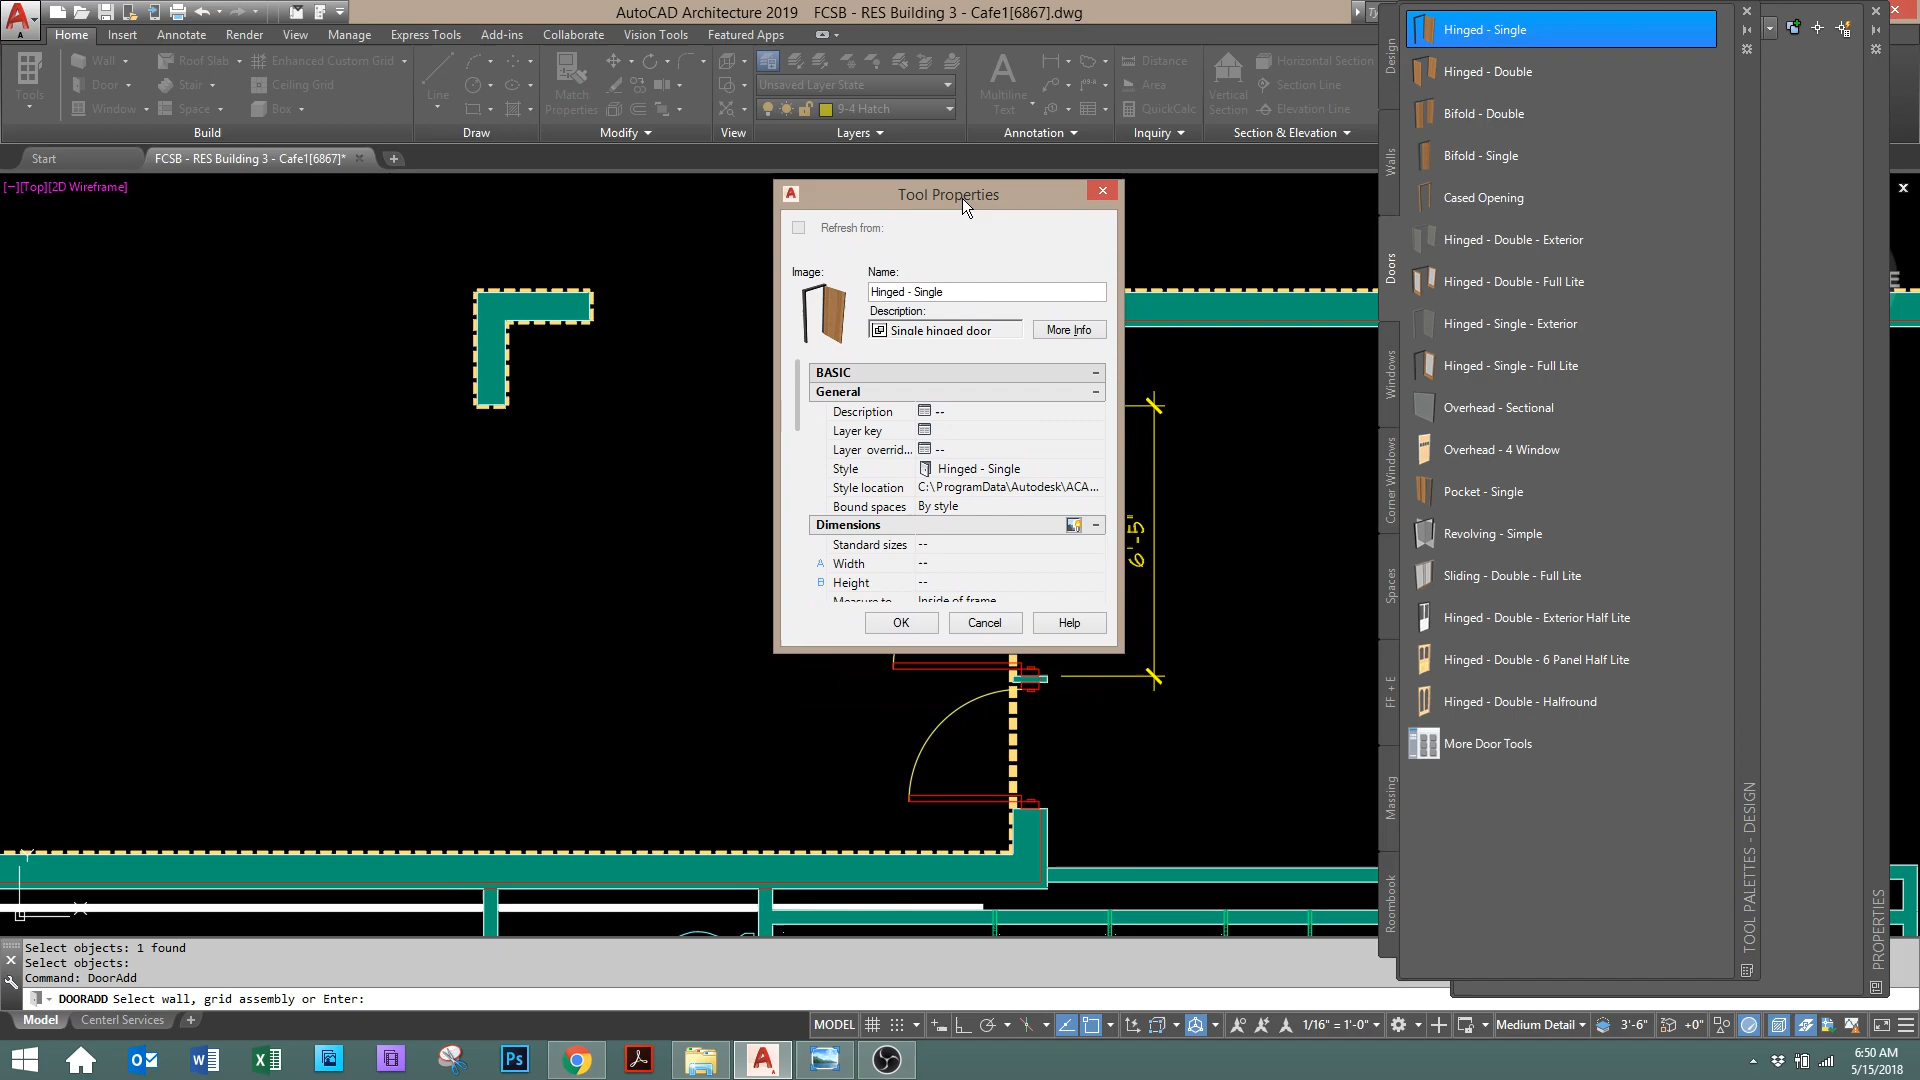 AutoCAD Architecture 2019 FCSB - RES Building 3 - Cafe1[6867].dwg
Home Insert Annotate Render View Manage Express Tools Add-ins Collaborate Vision Tools Featured Apps
Wall Roof Slab Enhanced Custom Grid
Door Stair Ceiling Grid
Window Space Box
Tools
Line
Match
Properties
Unsaved Layer State
9-4 Hatch
Multiline
Text
Distance
Area
QuickCalc
Vertical
Section
Horizontal Section
Section Line
Elevation Line
Build Draw Modify View Layers Annotation Inquiry Section & Elevation
Start FCSB - RES Building 3 - Cafe1[6867]*
[−][Top][2D Wireframe]
Tool Properties
Refresh from:
Image: Name:
Hinged - Single
Description:
Single hinged door More Info
BASIC
General
Description --
Layer key
Layer overrid... --
Style Hinged - Single
Style location C:\ProgramData\Autodesk\ACA...
Bound spaces By style
Dimensions
Standard sizes --
A Width --
B Height --
Measure to Inside of frame
OK Cancel Help
6'-5"
Design
Walls
Doors
Windows
Corner Windows
Spaces
FF + E
Massing
Roombook
Hinged - Single
Hinged - Double
Bifold - Double
Bifold - Single
Cased Opening
Hinged - Double - Exterior
Hinged - Double - Full Lite
Hinged - Single - Exterior
Hinged - Single - Full Lite
Overhead - Sectional
Overhead - 4 Window
Pocket - Single
Revolving - Simple
Sliding - Double - Full Lite
Hinged - Double - Exterior Half Lite
Hinged - Double - 6 Panel Half Lite
Hinged - Double - Halfround
More Door Tools
TOOL PALETTES - DESIGN
PROPERTIES
Y
X
Select objects: 1 found
Select objects:
Command: DoorAdd
DOORADD Select wall, grid assembly or Enter:
Model Centerl Services
MODEL 1/16" = 1'-0" Medium Detail 3'-6" +0"
6:50 AM
5/15/2018